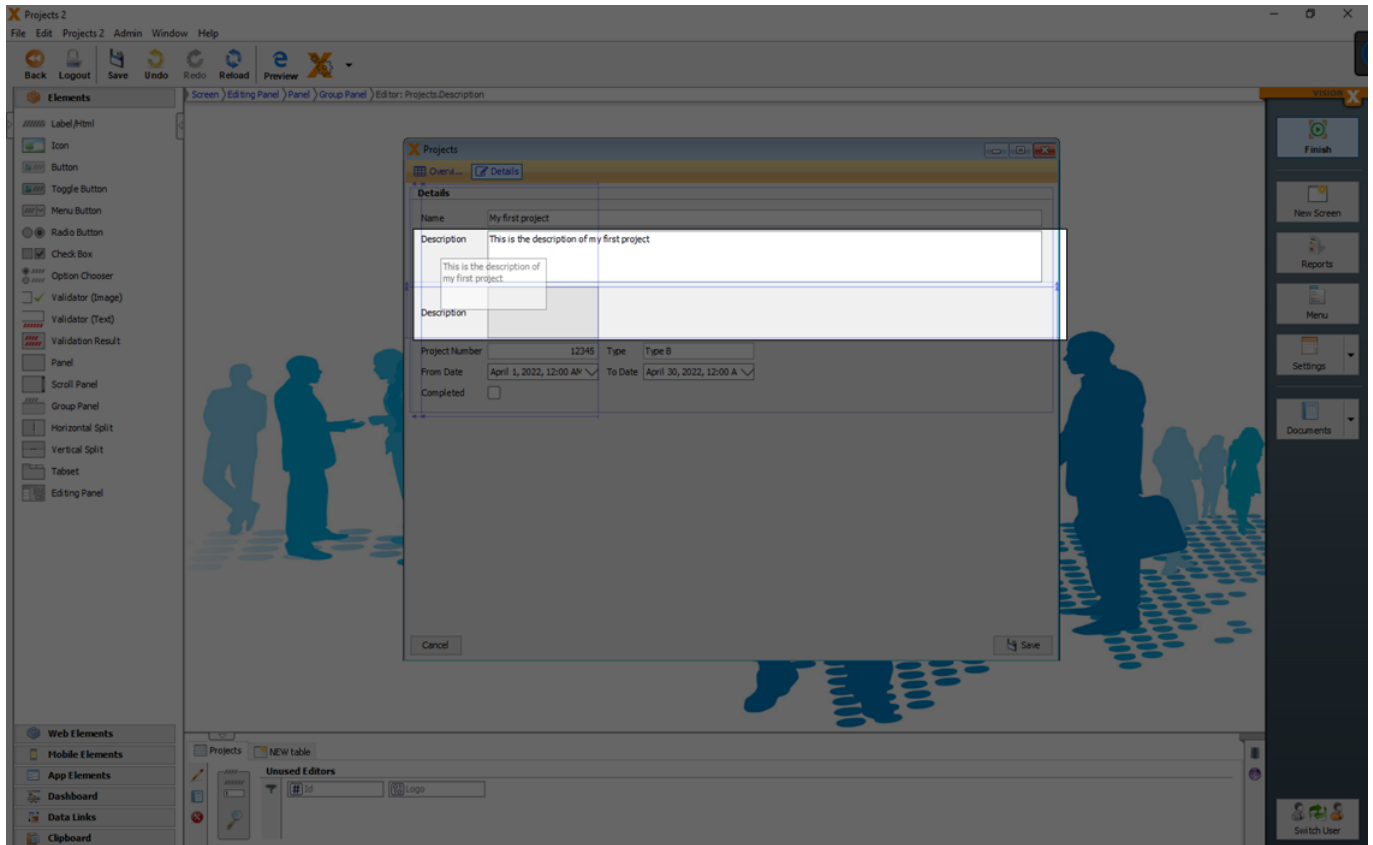 Projects 2
File Edit Projects 2 Admin Window Help
Back Logout Save Undo Redo Reload Preview
Elements
Screen Editing Panel Panel Group Panel Editor: Projects.Description
VISION
Label/Html
Icon
Button
Toggle Button
Menu Button
Radio Button
Check Box
Option Chooser
Validator (Image)
Validator (Text)
Validation Result
Panel
Scroll Panel
Group Panel
Horizontal Split
Vertical Split
Tabset
Editing Panel
Projects
Overvi... Details
Details
Name My first project
Description This is the description of my first project
This is the description of
my first project
Description
Project Number 12345 Type Type B
From Date April 1, 2022, 12:00 AM To Date April 30, 2022, 12:00 A
Completed
Cancel Save
Finish
New Screen
Reports
Menu
Settings
Documents
Switch User
Web Elements
Mobile Elements
App Elements
Dashboard
Data Links
Clipboard
Projects NEW table
Unused Editors
Id Logo